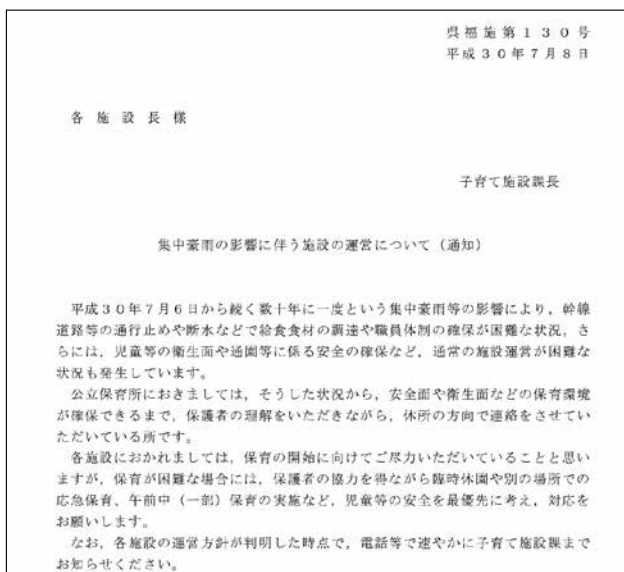 呉福施第１３０号
平成３０年７月８日
各施設長様
子育て施設課長
集中豪雨の影響に伴う施設の運営について（通知）
平成３０年７月６日から続く数十年に一度という集中豪雨等の影響により，幹線
道路等の通行止めや断水などで給食食材の調達や職員体制の確保が困難な状況，さ
らには，児童等の衛生面や通園等に係る安全の確保など，通常の施設運営が困難な
状況も発生しています。
公立保育所におきましては，そうした状況から，安全面や衛生面などの保育環境
が確保できるまで，保護者の理解をいただきながら，休所の方向で連絡をさせてい
ただいている所です。
各施設におかれましては，保育の開始に向けてご尽力いただいていることと思い
ますが，保育が困難な場合には，保護者の協力を得ながら臨時休園や別の場所での
応急保育、午前中（一部）保育の実施など，児童等の安全を最優先に考え，対応を
お願いします。
なお，各施設の運営方針が判明した時点で，電話等で速やかに子育て施設課まで
お知らせください。